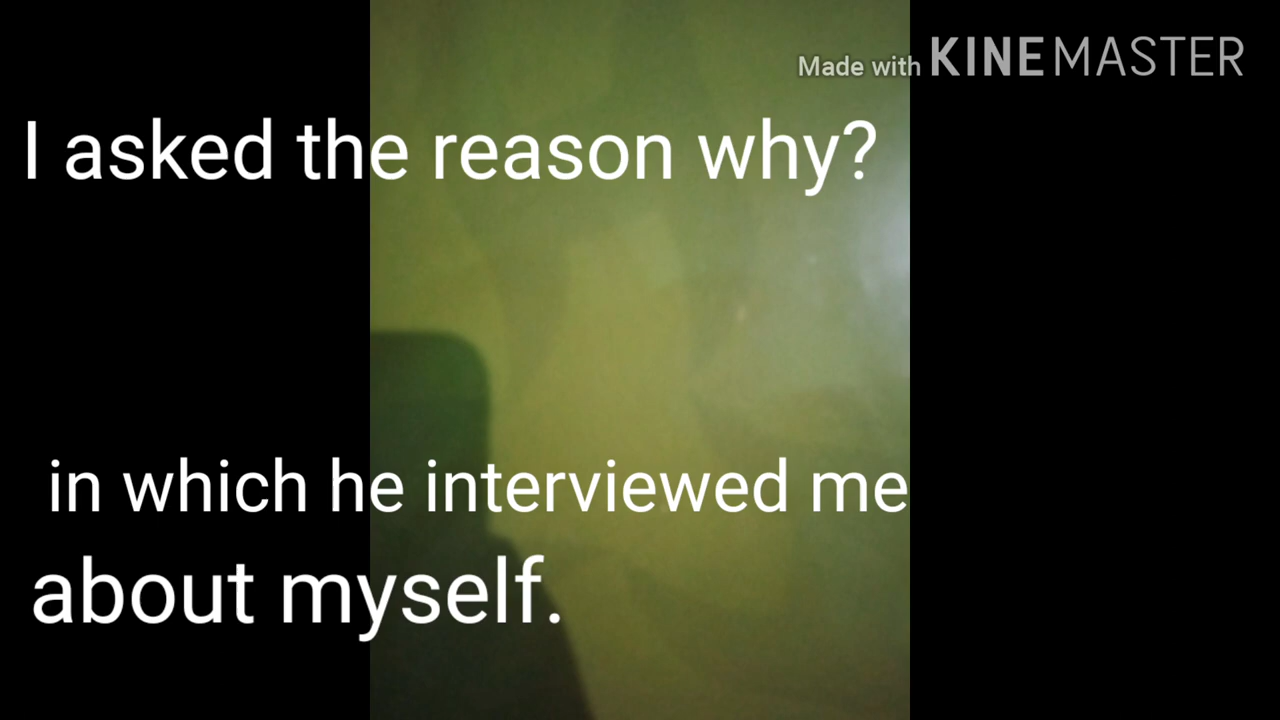 Made with KINEMASTER
I asked the reason why?
in which he interviewed me
about myself.